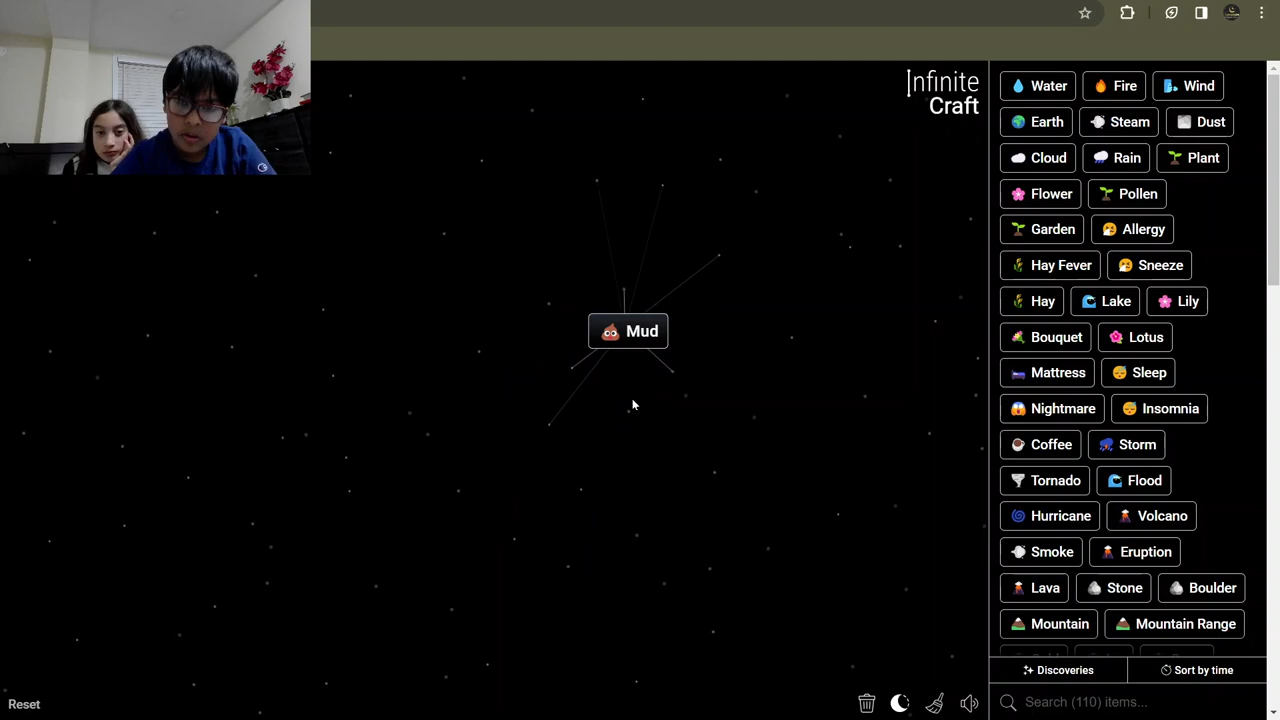 Infinite
Craft
💩 Mud
💧 Water 🔥 Fire 🌬️ Wind
🌍 Earth 💨 Steam Dust
☁️ Cloud 🌧️ Rain 🌱 Plant
🌸 Flower 🌱 Pollen
🌱 Garden 🤧 Allergy
🌾 Hay Fever 🤧 Sneeze
🌾 Hay 🌊 Lake 🌸 Lily
💐 Bouquet 🌺 Lotus
🛏️ Mattress 😴 Sleep
😱 Nightmare 😴 Insomnia
☕ Coffee Storm
🌪️ Tornado 🌊 Flood
🌀 Hurricane 🌋 Volcano
💨 Smoke 🌋 Eruption
🌋 Lava Stone Boulder
Mountain Mountain Range
Discoveries Sort by time
Search (110) items...
Reset